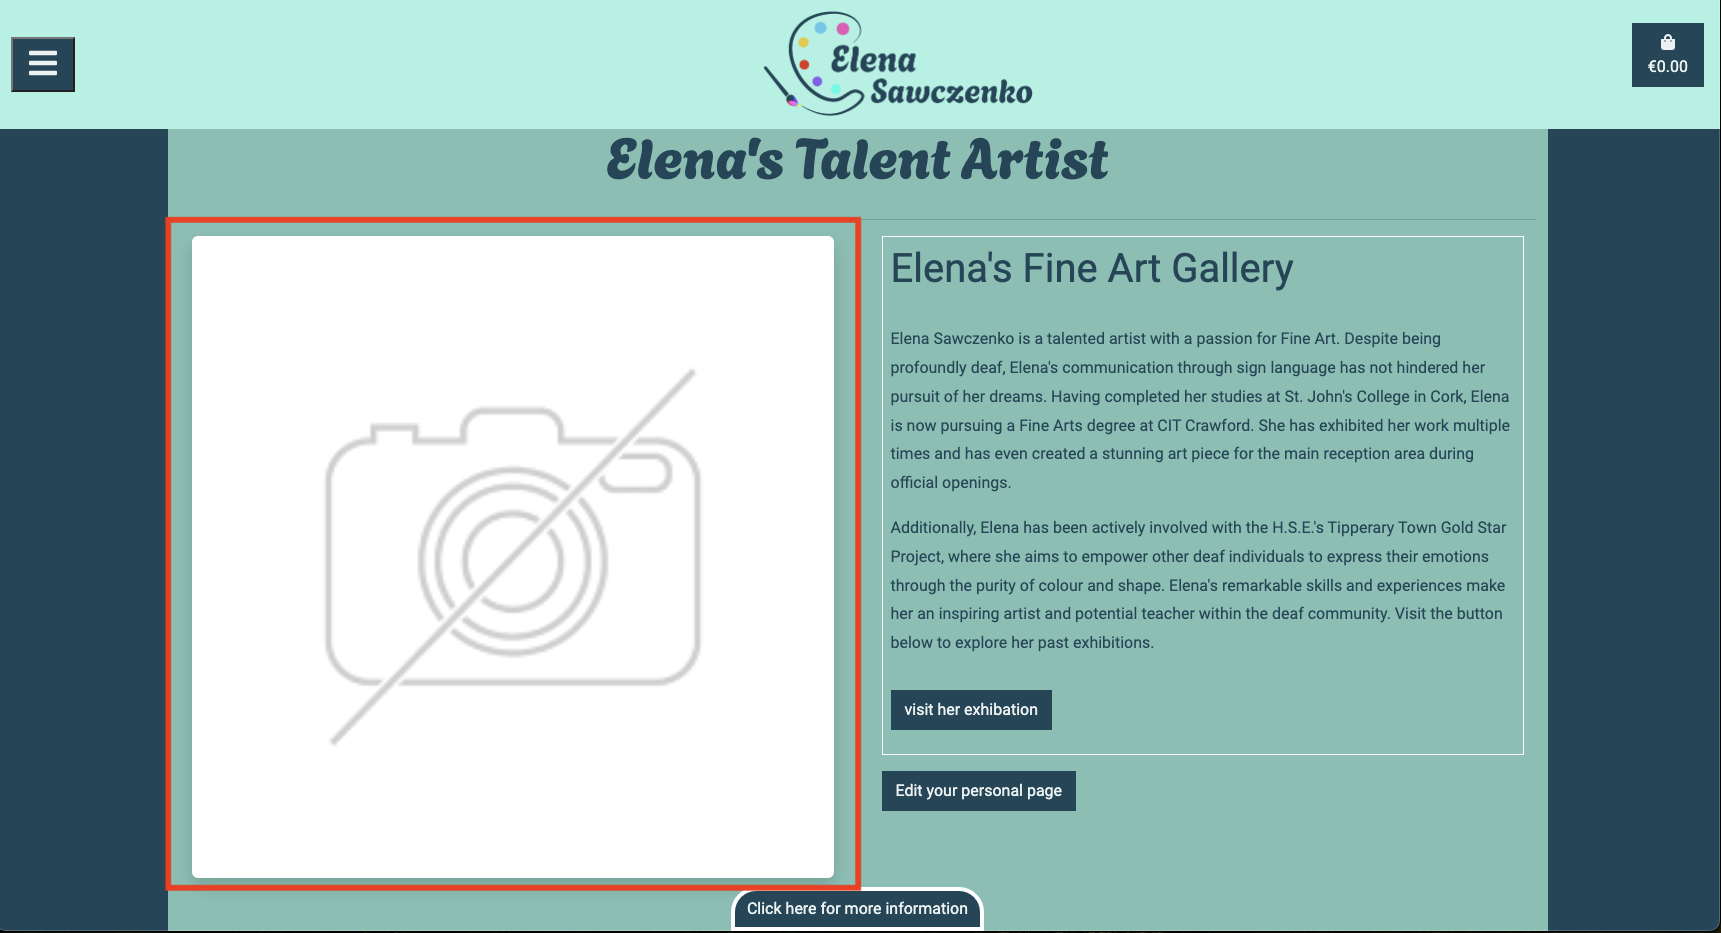 Elena
Sawczenko
€0.00
Elena's Talent Artist
Elena's Fine Art Gallery
Elena Sawczenko is a talented artist with a passion for Fine Art. Despite being
profoundly deaf, Elena's communication through sign language has not hindered her
pursuit of her dreams. Having completed her studies at St. John's College in Cork, Elena
is now pursuing a Fine Arts degree at CIT Crawford. She has exhibited her work multiple
times and has even created a stunning art piece for the main reception area during
official openings.
Additionally, Elena has been actively involved with the H.S.E.'s Tipperary Town Gold Star
Project, where she aims to empower other deaf individuals to express their emotions
through the purity of colour and shape. Elena's remarkable skills and experiences make
her an inspiring artist and potential teacher within the deaf community. Visit the button
below to explore her past exhibitions.
visit her exhibation
Edit your personal page
Click here for more information